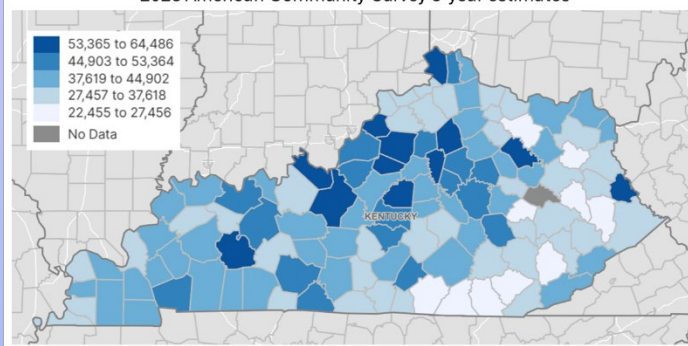 2023 American Community Survey 5-year estimates
53,365 to 64,486
44,903 to 53,364
37,619 to 44,902
27,457 to 37,618
22,455 to 27,456
No Data
KENTUCKY